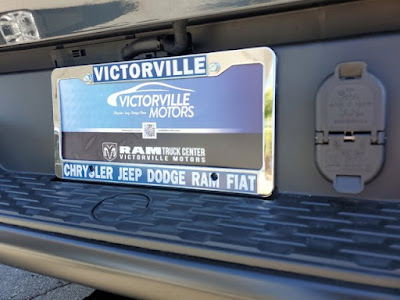 VICTORVILLE
VICTORVILLE
MOTORS
RAM TRUCK CENTER
VICTORVILLE MOTORS
CHRYSLER JEEP DODGE RAM FIAT